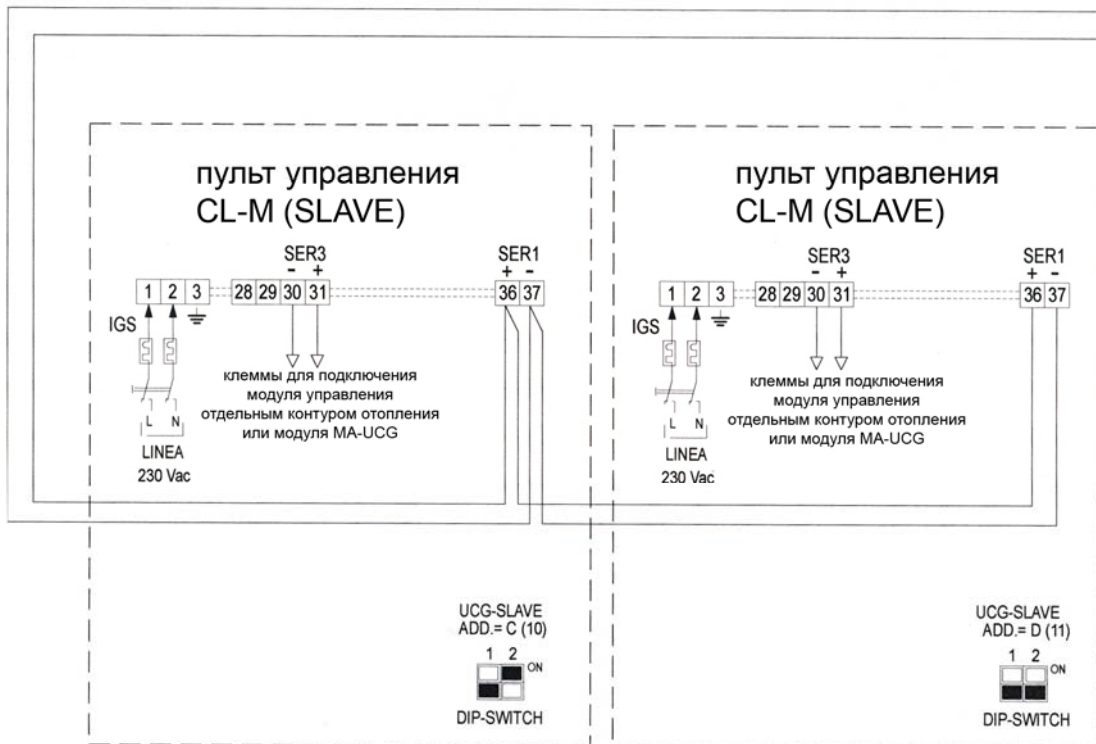 пульт управления
CL-M (SLAVE)
SER3
- +
SER1
+ -
1 2 3 28 29 30 31 36 37
IGS
клеммы для подключения
модуля управления
отдельным контуром отопления
или модуля MA-UCG
L N
LINEA
230 Vac
UCG-SLAVE
ADD.= C (10)
1 2
ON
DIP-SWITCH
пульт управления
CL-M (SLAVE)
SER3
- +
SER1
+ -
1 2 3 28 29 30 31 36 37
IGS
клеммы для подключения
модуля управления
отдельным контуром отопления
или модуля MA-UCG
L N
LINEA
230 Vac
UCG-SLAVE
ADD.= D (11)
1 2
ON
DIP-SWITCH